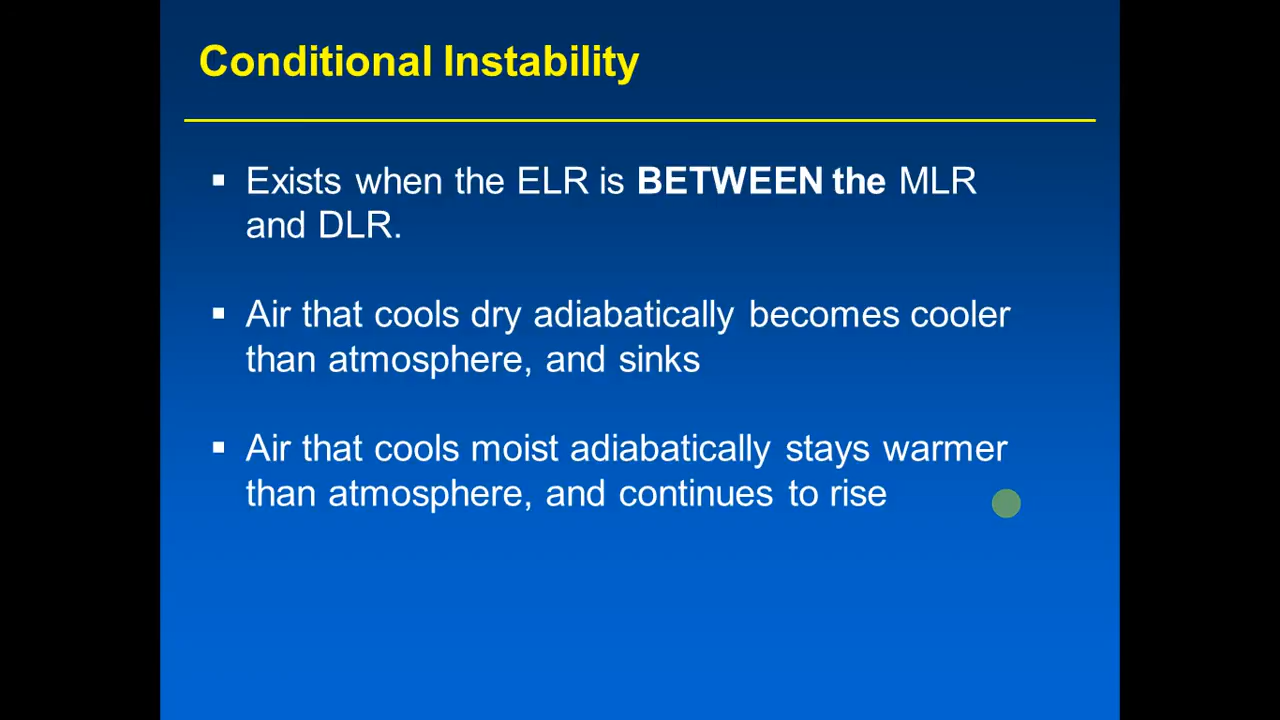 Conditional Instability
▪ Exists when the ELR is BETWEEN the MLR
and DLR.
▪ Air that cools dry adiabatically becomes cooler
than atmosphere, and sinks
▪ Air that cools moist adiabatically stays warmer
than atmosphere, and continues to rise